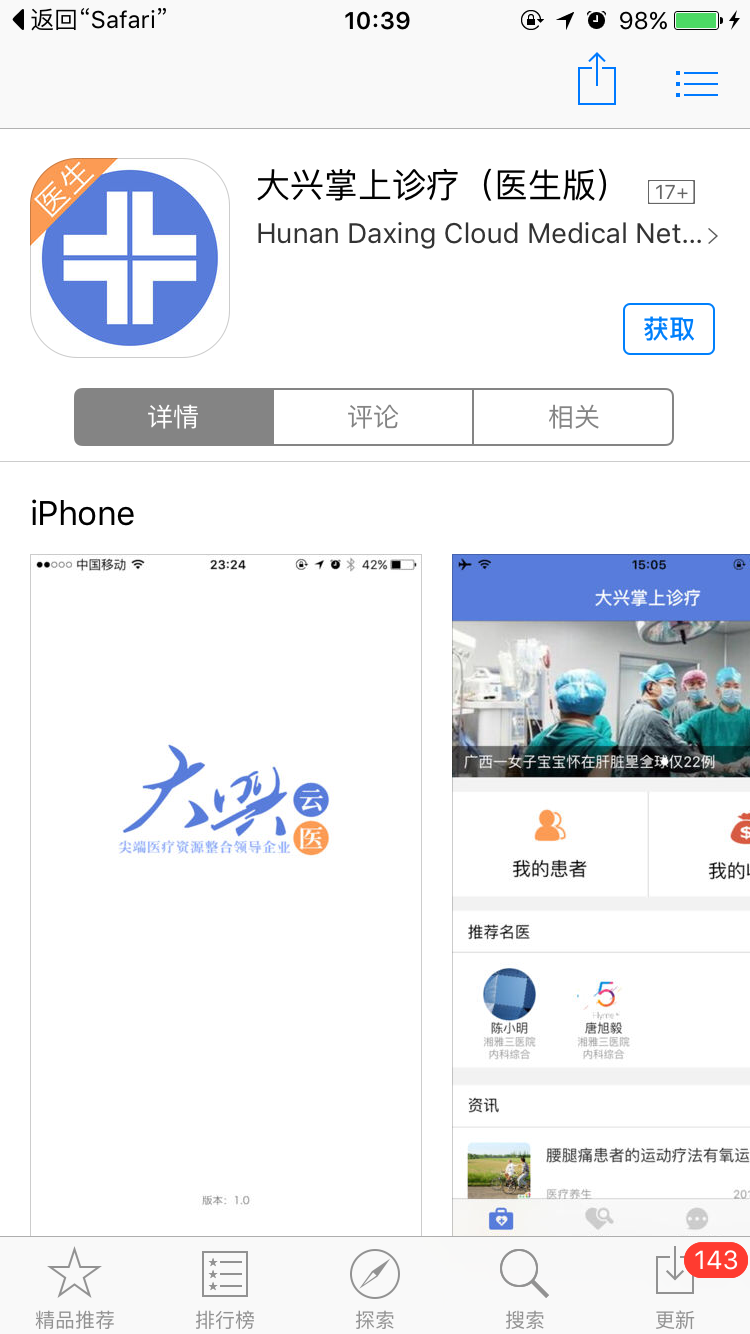 返回“Safari”
10:39
98%
医生
大兴掌上诊疗（医生版）
17+
Hunan Daxing Cloud Medical Net...
获取
详情
评论
相关
iPhone
中国移动
23:24
42%
大兴
云
医
尖端医疗资源整合领导企业
版本：1.0
15:05
大兴掌上诊疗
广西一女子宝宝怀在肝脏里全球仅22例
我的患者
我的
推荐名医
陈小明
唐旭毅
湘雅三医院
湘雅三医院
内科综合
内科综合
资讯
腰腿痛患者的运动疗法有氧运
医疗养生
201
精品推荐
排行榜
探索
搜索
更新
143